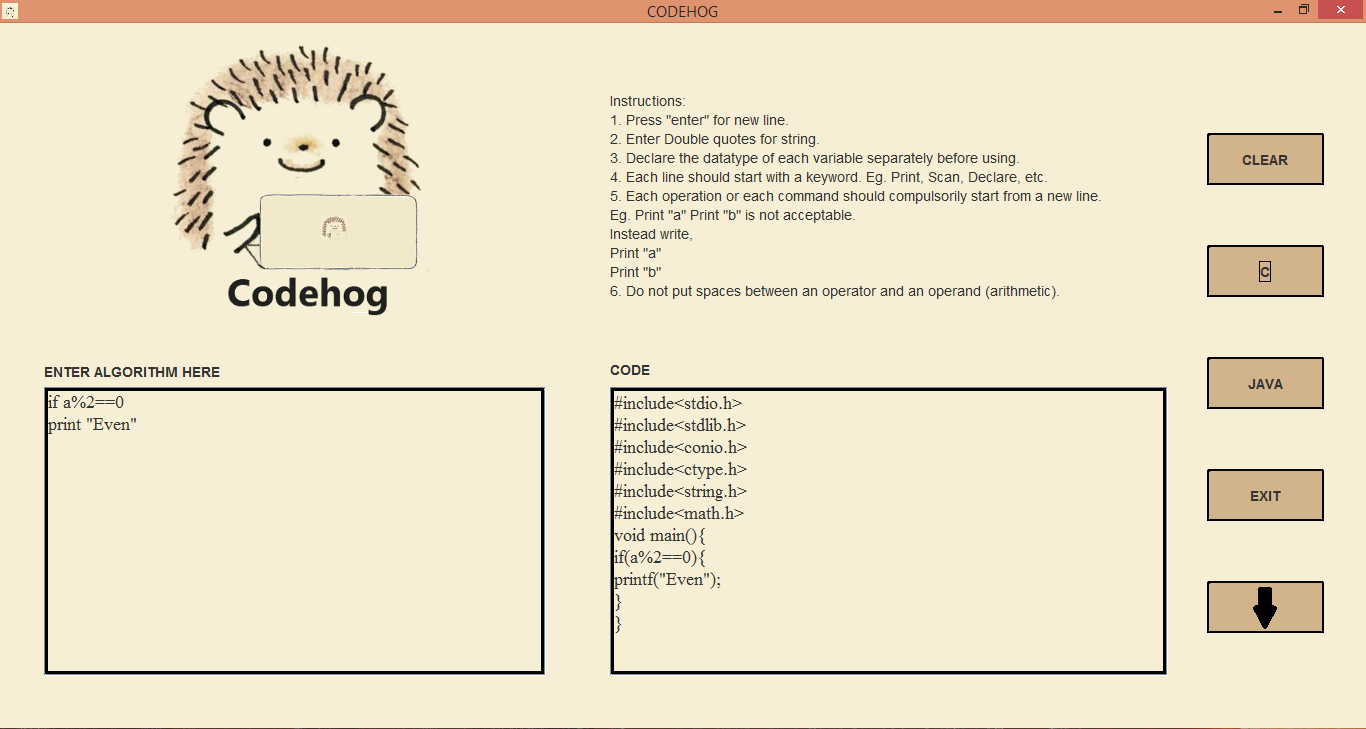 CODEHOG
Codehog
Instructions:
1. Press "enter" for new line.
2. Enter Double quotes for string.
3. Declare the datatype of each variable separately before using.
4. Each line should start with a keyword. Eg. Print, Scan, Declare, etc.
5. Each operation or each command should compulsorily start from a new line.
Eg. Print "a" Print "b" is not acceptable.
Instead write,
Print "a"
Print "b"
6. Do not put spaces between an operator and an operand (arithmetic).
ENTER ALGORITHM HERE
if a%2==0
print "Even"
CODE
#include<stdio.h>
#include<stdlib.h>
#include<conio.h>
#include<ctype.h>
#include<string.h>
#include<math.h>
void main(){
if(a%2==0){
printf("Even");
}
}
CLEAR
C
JAVA
EXIT